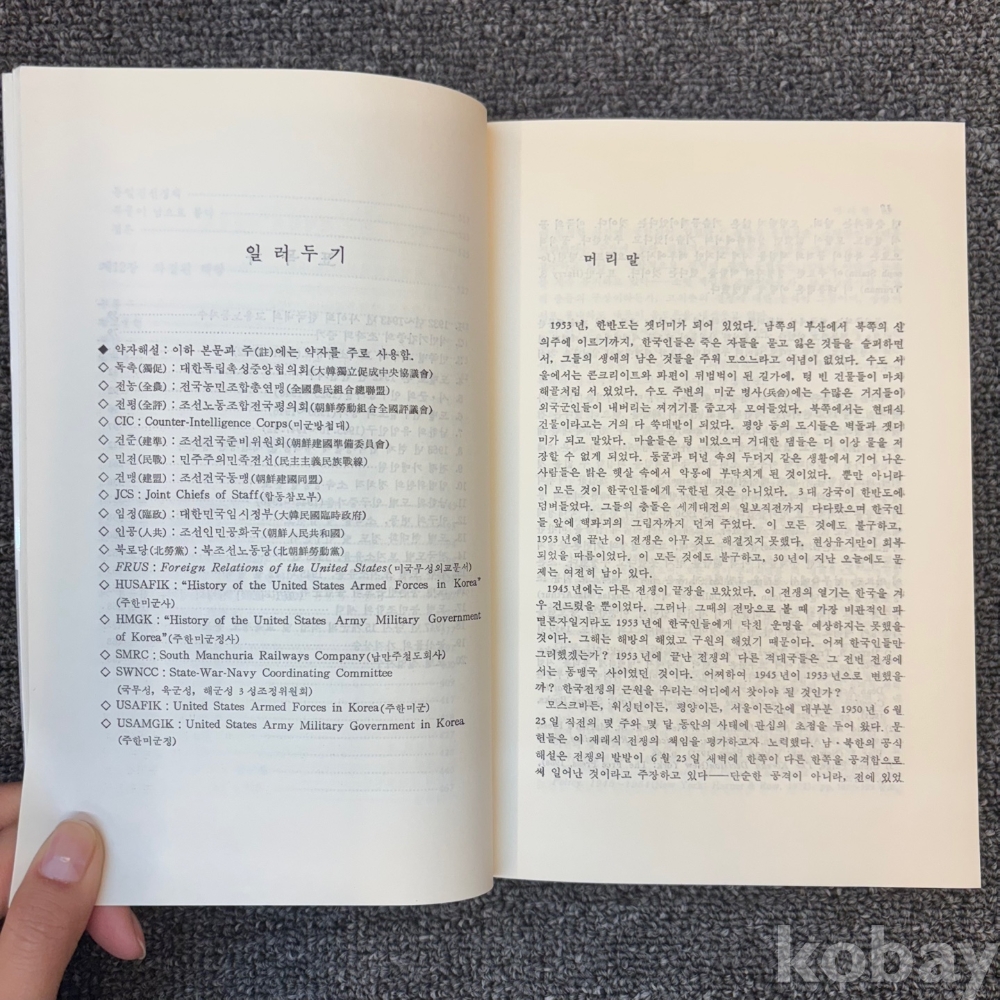 일 러 두 기
◆ 약자해설 : 이하 본문과 주(註)에는 약자를 주로 사용함.
◇ 독촉(獨促) : 대한독립촉성중앙협의회(大韓獨立促成中央協議會)
◇ 전농(全農) : 전국농민조합총연맹(全國農民組合總聯盟)
◇ 전평(全評) : 조선노동조합전국평의회(朝鮮勞動組合全國評議會)
◇ CIC : Counter-Intelligence Corps(미군방첩대)
◇ 건준(建準) : 조선건국준비위원회(朝鮮建國準備委員會)
◇ 민전(民戰) : 민주주의민족전선(民主主義民族戰線)
◇ 건맹(建盟) : 조선건국동맹(朝鮮建國同盟)
◇ JCS : Joint Chiefs of Staff(합동참모부)
◇ 임정(臨政) : 대한민국임시정부(大韓民國臨時政府)
◇ 인공(人共) : 조선인민공화국(朝鮮人民共和國)
◇ 북로당(北勞黨) : 북조선노동당(北朝鮮勞動黨)
◇ FRUS : Foreign Relations of the United States(미국무성외교문서)
◇ HUSAFIK : “History of the United States Armed Forces in Korea”
(주한미군사)
◇ HMGK : “History of the United States Army Military Government
of Korea”(주한미군정사)
◇ SMRC : South Manchuria Railways Company(남만주철도회사)
◇ SWNCC : State-War-Navy Coordinating Committee
(국무성, 육군성, 해군성 3성조정위원회)
◇ USAFIK : United States Armed Forces in Korea(주한미군)
◇ USAMGIK : United States Army Military Government in Korea
(주한미군정)
머 리 말
1953년, 한반도는 잿더미가 되어 있었다. 남쪽의 부산에서 북쪽의 신
의주에 이르기까지, 한국인들은 죽은 자들을 묻고 잃은 것들을 슬퍼하면
서, 그들의 생애의 남은 것들을 주워 모으느라고 여념이 없었다. 수도 서
울에서는 콘크리이트와 파편이 뒤범벅이 된 길가에, 텅 빈 건물들이 마치
해골처럼 서 있었다. 수도 주변의 미군 병사(兵舍)에는 수많은 거지들이
외국군인들이 내버리는 찌꺼기를 줍고자 모여들었다. 북쪽에서는 현대식
건물이라고는 거의 다 쑥대밭이 되었다. 평양 등의 도시들은 벽돌과 잿더
미가 되고 말았다. 마을들은 텅 비었으며 거대한 댐들은 더 이상 물을 저
장할 수 없게 되었다. 동굴과 터널 속의 두더지 같은 생활에서 기어 나온
사람들은 밝은 햇살 속에서 악몽에 부닥치게 된 것이었다. 뿐만 아니라
이 모든 것이 한국인들에게 국한된 것은 아니었다. 3대 강국이 한반도에
덤벼들었다. 그들의 충돌은 세계대전의 일보직전까지 다다랐으며 한국인
들 앞에 핵파괴의 그림자까지 던져 주었다. 이 모든 것에도 불구하고,
1953년에 끝난 이 전쟁은 아무 것도 해결짓지 못했다. 현상유지만이 회복
되었을 따름이었다. 이 모든 것에도 불구하고, 30년이 지난 오늘에도 문
제는 여전히 남아 있다.
1945년에는 다른 전쟁이 끝장을 보았었다. 이 전쟁의 열기는 한국을 겨
우 건드렸을 뿐이었다. 그러나 그때의 전망으로 볼 때 가장 비관적인 파
멸론자일지라도 1953년에 한국인들에게 닥친 운명을 예상하지는 못했을
것이다. 그해는 해방의 해였고 구원의 해였기 때문이다. 어찌 한국인들만
그러했겠는가? 1953년에 끝난 전쟁의 다른 적대국들은 그 전번 전쟁에
서는 동맹국 사이였던 것이다. 어찌하여 1945년이 1953년으로 변했을
까? 한국전쟁의 근원을 우리는 어디에서 찾아야 될 것인가?
모스크바든, 워싱턴이든, 평양이든, 서울이든간에 대부분 1950년 6월
25일 직전의 몇 주와 몇 달 동안의 사태에 관심의 초점을 두어 왔다. 문
헌들은 이 재래식 전쟁의 책임을 평가하고자 노력했다. 남·북한의 공식
해설은 전쟁의 발발이 6월 25일 새벽에 한쪽이 다른 한쪽을 공격함으로
써 일어난 것이라고 주장하고 있다——단순한 공격이 아니라, 전에 있었
kobay